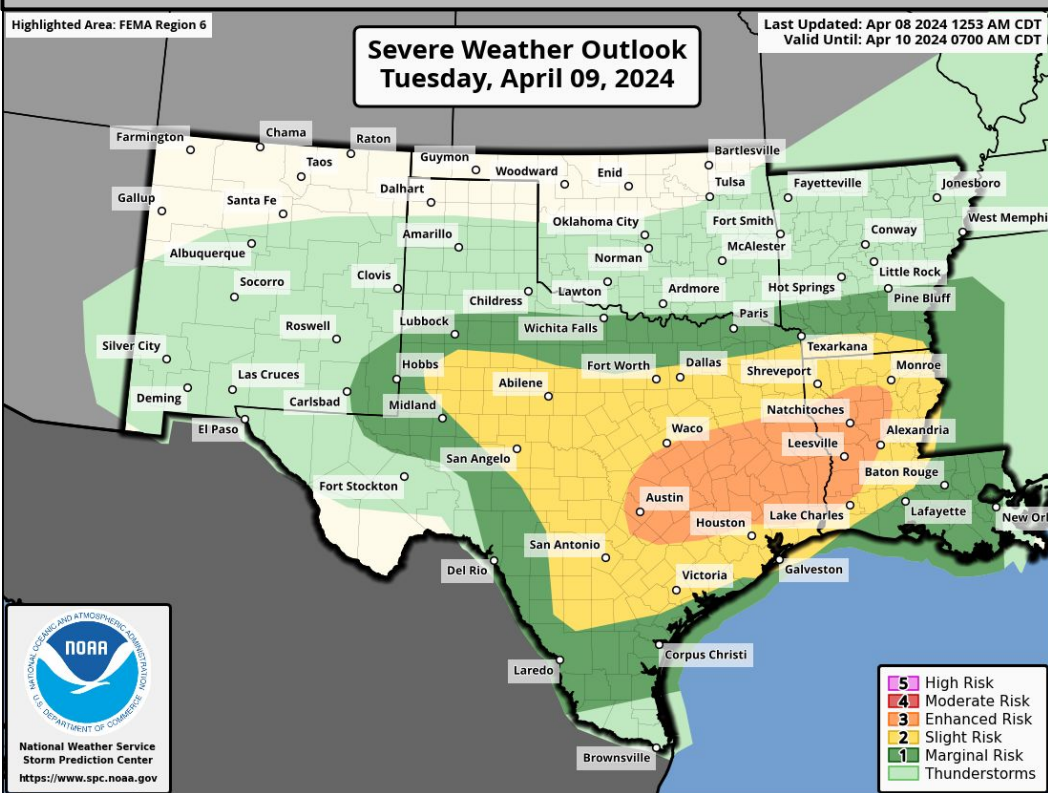 Highlighted Area: FEMA Region 6
Last Updated: Apr 08 2024 1253 AM CDT
Valid Until: Apr 10 2024 0700 AM CDT
Severe Weather Outlook
Tuesday, April 09, 2024
Farmington
Chama
Raton
Taos
Guymon
Woodward
Enid
Bartlesville
Tulsa
Fayetteville
Jonesboro
Gallup
Santa Fe
Dalhart
Oklahoma City
Fort Smith
West Memphi
Albuquerque
Amarillo
Norman
McAlester
Conway
Socorro
Clovis
Childress
Lawton
Ardmore
Hot Springs
Little Rock
Pine Bluff
Roswell
Lubbock
Wichita Falls
Paris
Texarkana
Silver City
Las Cruces
Hobbs
Abilene
Fort Worth
Dallas
Shreveport
Monroe
Deming
Carlsbad
Midland
Natchitoches
El Paso
Waco
Leesville
Alexandria
San Angelo
Baton Rouge
Fort Stockton
Austin
Houston
Lake Charles
Lafayette
New Orl
Del Rio
San Antonio
Galveston
Victoria
Laredo
Corpus Christi
Brownsville
NATIONAL OCEANIC AND ATMOSPHERIC ADMINISTRATION
NOAA
U.S. DEPARTMENT OF COMMERCE
National Weather Service
Storm Prediction Center
https://www.spc.noaa.gov
5 High Risk
4 Moderate Risk
3 Enhanced Risk
2 Slight Risk
1 Marginal Risk
Thunderstorms